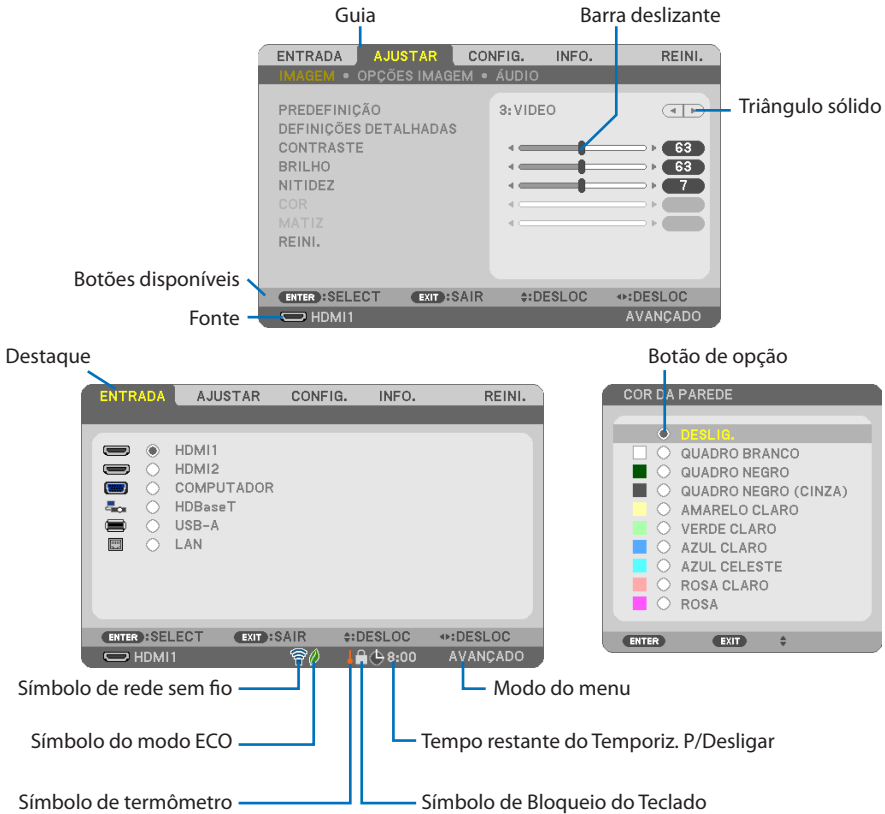 Guia
Barra deslizante
ENTRADA AJUSTAR CONFIG. INFO. REINI.
IMAGEM • OPÇÕES IMAGEM • ÁUDIO
PREDEFINIÇÃO 3:VIDEO
Triângulo sólido
DEFINIÇÕES DETALHADAS
CONTRASTE 63
BRILHO 63
NITIDEZ 7
COR
MATIZ
REINI.
Botões disponíveis
ENTER :SELECT EXIT :SAIR :DESLOC :DESLOC
Fonte
HDMI1 AVANÇADO
Destaque
ENTRADA AJUSTAR CONFIG. INFO. REINI.
HDMI1
HDMI2
COMPUTADOR
HDBaseT
USB-A
LAN
ENTER :SELECT EXIT :SAIR :DESLOC :DESLOC
HDMI1 8:00 AVANÇADO
Botão de opção
COR DA PAREDE
DESLIG.
QUADRO BRANCO
QUADRO NEGRO
QUADRO NEGRO (CINZA)
AMARELO CLARO
VERDE CLARO
AZUL CLARO
AZUL CELESTE
ROSA CLARO
ROSA
ENTER EXIT
Símbolo de rede sem fio
Modo do menu
Símbolo do modo ECO
Tempo restante do Temporiz. P/Desligar
Símbolo de termômetro
Símbolo de Bloqueio do Teclado